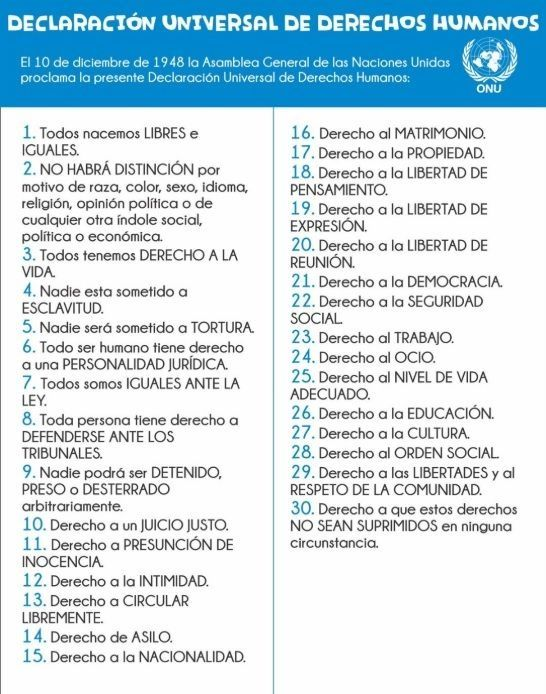 DECLARACIÓN UNIVERSAL DE DERECHOS HUMANOS
El 10 de diciembre de 1948 la Asamblea General de las Naciones Unidas
proclama la presente Declaración Universal de Derechos Humanos:
ONU
1. Todos nacemos LIBRES e
IGUALES.
2. NO HABRÁ DISTINCIÓN por
motivo de raza, color, sexo, idioma,
religión, opinión política o de
cualquier otra índole social,
política o económica.
3. Todos tenemos DERECHO A LA
VIDA.
4. Nadie esta sometido a
ESCLAVITUD.
5. Nadie será sometido a TORTURA.
6. Todo ser humano tiene derecho
a una PERSONALIDAD JURÍDICA.
7. Todos somos IGUALES ANTE LA
LEY.
8. Toda persona tiene derecho a
DEFENDERSE ANTE LOS
TRIBUNALES.
9. Nadie podrá ser DETENIDO,
PRESO o DESTERRADO
arbitrariamente.
10. Derecho a un JUICIO JUSTO.
11. Derecho a PRESUNCIÓN DE
INOCENCIA.
12. Derecho a la INTIMIDAD.
13. Derecho a CIRCULAR
LIBREMENTE.
14. Derecho de ASILO.
15. Derecho a la NACIONALIDAD.
16. Derecho al MATRIMONIO.
17. Derecho a la PROPIEDAD.
18. Derecho a la LIBERTAD DE
PENSAMIENTO.
19. Derecho a la LIBERTAD DE
EXPRESIÓN.
20. Derecho a la LIBERTAD DE
REUNIÓN.
21. Derecho a la DEMOCRACIA.
22. Derecho a la SEGURIDAD
SOCIAL.
23. Derecho al TRABAJO.
24. Derecho al OCIO.
25. Derecho al NIVEL DE VIDA
ADECUADO.
26. Derecho a la EDUCACIÓN.
27. Derecho a la CULTURA.
28. Derecho al ORDEN SOCIAL.
29. Derecho a las LIBERTADES y al
RESPETO DE LA COMUNIDAD.
30. Derecho a que estos derechos
NO SEAN SUPRIMIDOS en ninguna
circunstancia.